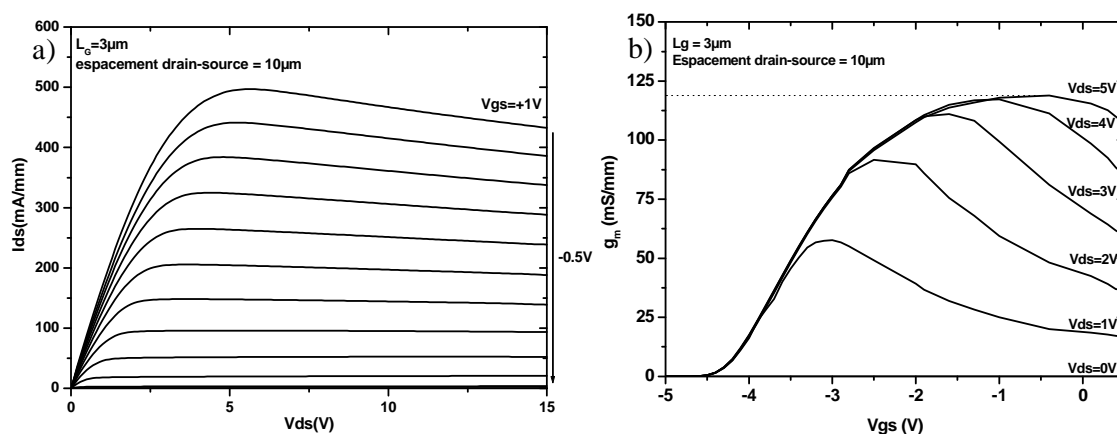 a)
L_G=3µm
espacement drain-source = 10µm
Vgs=+1V
-0.5V
600
500
400
300
200
100
0
Ids(mA/mm)
0
5
10
15
Vds(V)
b)
Lg = 3µm
Espacement drain-source = 10µm
Vds=5V
Vds=4V
Vds=3V
Vds=2V
Vds=1V
Vds=0V
150
125
100
75
50
25
0
g_m (mS/mm)
-5
-4
-3
-2
-1
0
Vgs (V)